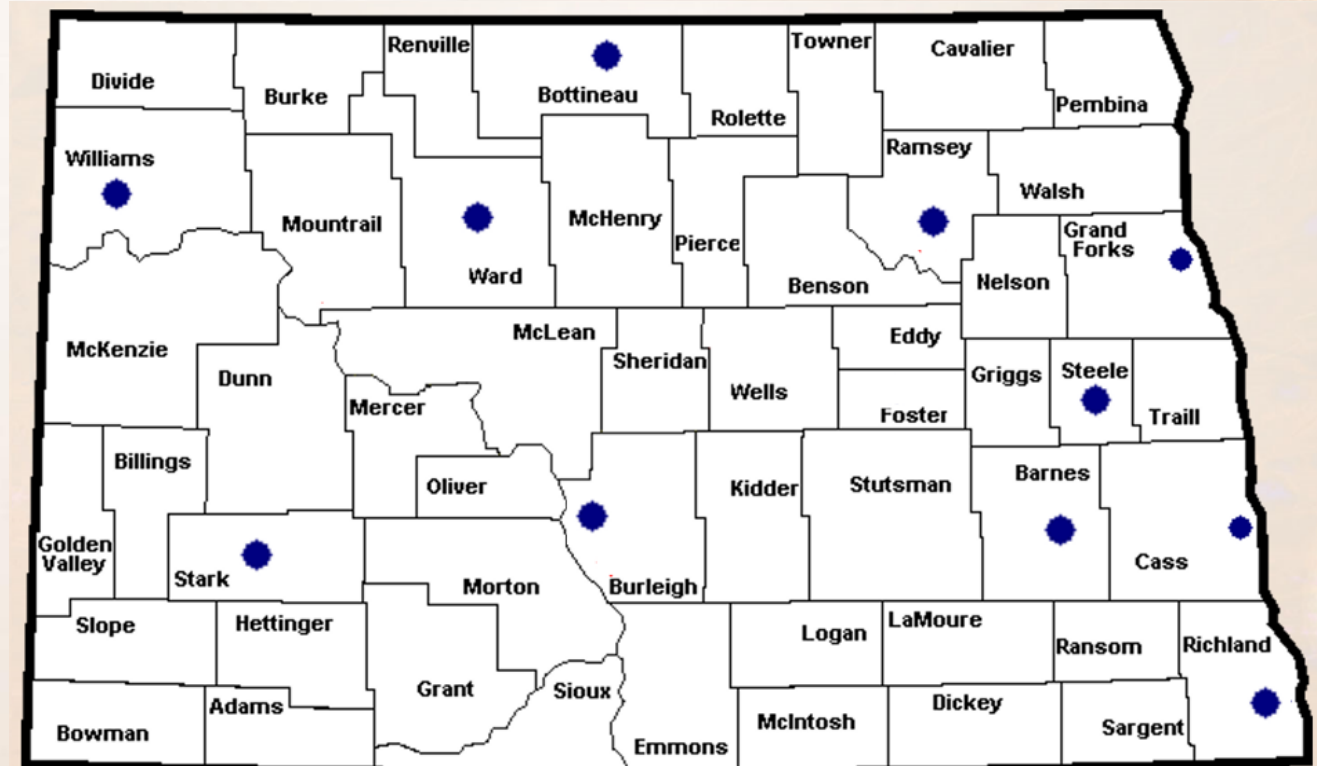 Renville
Towner
Cavalier
Divide
Burke
Bottineau
Rolette
Pembina
Williams
Ramsey
Walsh
Mountrail
McHenry
Pierce
Grand
Forks
Ward
Benson
Nelson
McKenzie
McLean
Sheridan
Eddy
Dunn
Wells
Griggs
Steele
Mercer
Foster
Traill
Billings
Oliver
Kidder
Stutsman
Barnes
Golden
Valley
Stark
Morton
Burleigh
Cass
Slope
Hettinger
Logan
LaMoure
Ransom
Richland
Grant
Sioux
Adams
Bowman
Emmons
McIntosh
Dickey
Sargent